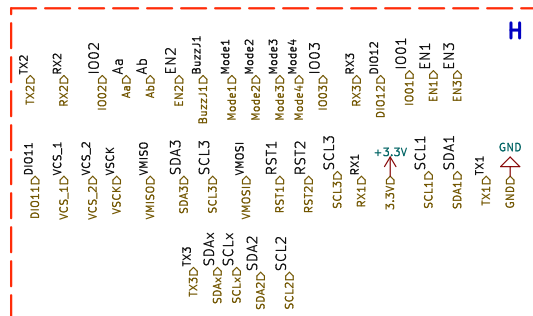 H
TX2 RX2 IO02 Aa Ab EN2 BuzzJ1 Mode1 Mode2 Mode3 Mode4 IO03 RX3 DIO12 IO01 EN1 EN3
TX2 RX2 IO02 Aa Ab EN2 BuzzJ1 Mode1 Mode2 Mode3 Mode4 IO03 RX3 DIO12 IO01 EN1 EN3
DIO11 VCS_1 VCS_2 VSCK VMISO SDA3 SCL3 VMOSI RST1 RST2 SCL3 RX1 +3.3V SCL1 SDA1 TX1 GND
DIO11 VCS_1 VCS_2 VSCK VMISO SDA3 SCL3 VMOSI RST1 RST2 SCL3 RX1 3.3V SCL1 SDA1 TX1 GND
TX3 SDAx SCLx SDA2 SCL2
TX3 SDAx SCLx SDA2 SCL2